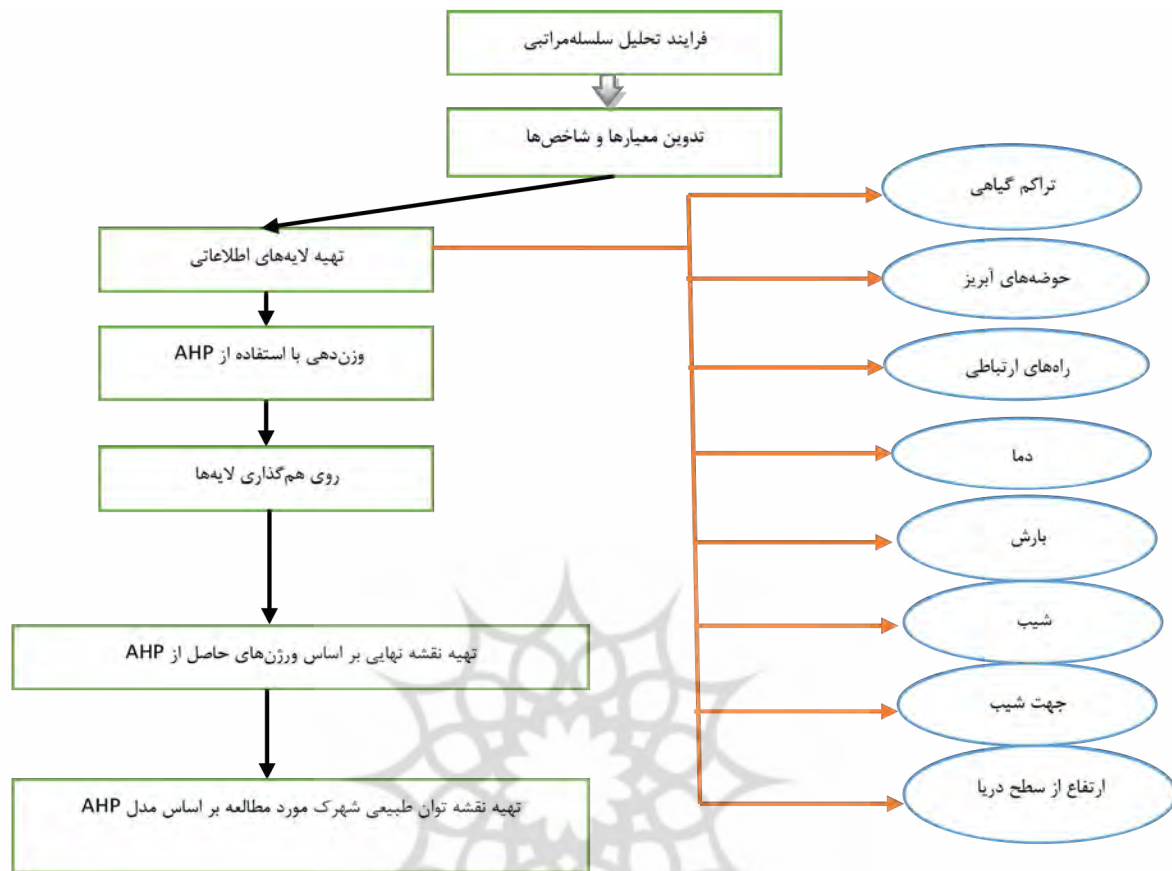 فرایند تحلیل سلسله‌مراتبی
تدوین معیارها و شاخص‌ها
تهیه لایه‌های اطلاعاتی
وزن‌دهی با استفاده از AHP
روی هم‌گذاری لایه‌ها
تهیه نقشه نهایی بر اساس ورژن‌های حاصل از AHP
تهیه نقشه توان طبیعی شهرک مورد مطالعه بر اساس مدل AHP
تراکم گیاهی
حوضه‌های آبریز
راه‌های ارتباطی
دما
بارش
شیب
جهت شیب
ارتفاع از سطح دریا